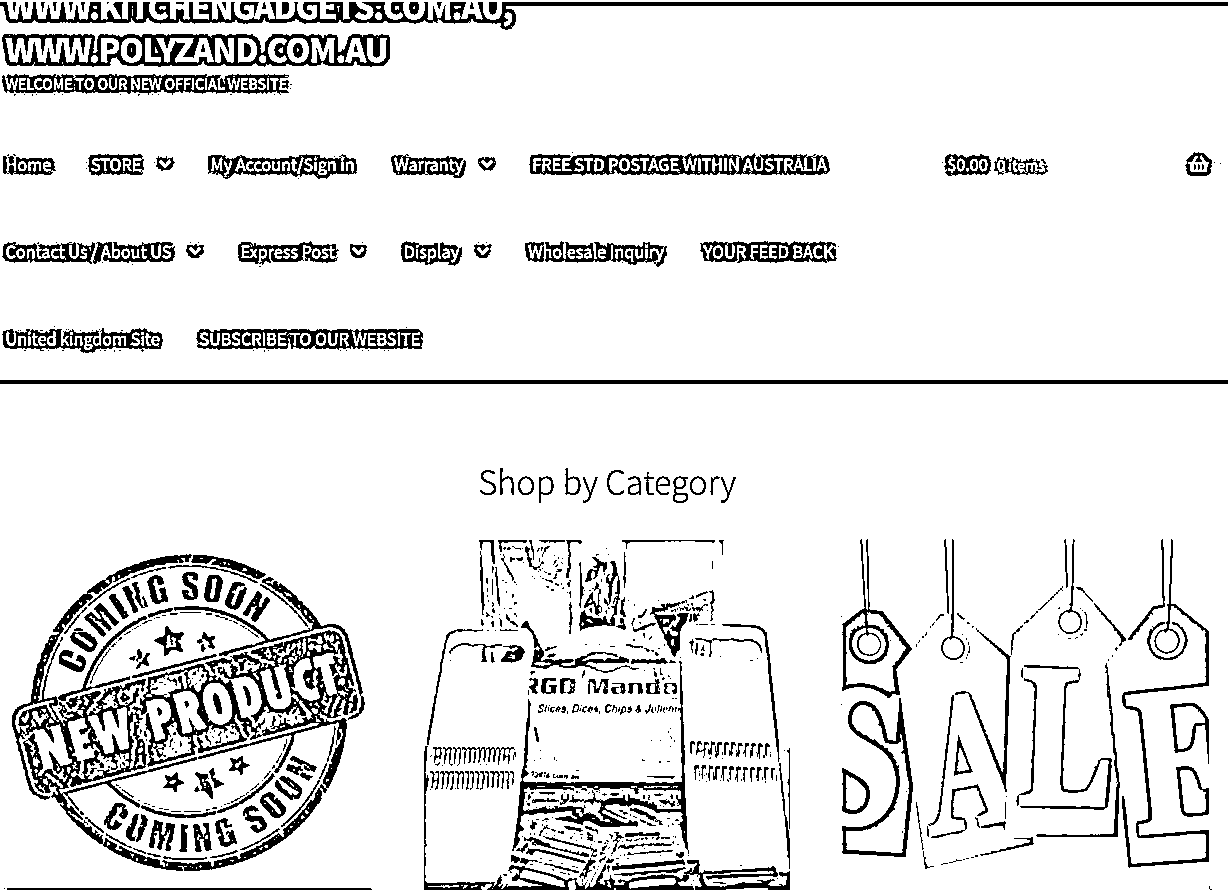 WWW.KITCHENGADGETS.COM.AU,
WWW.POLYZAND.COM.AU
WELCOME TO OUR NEW OFFICIAL WEBSITE
Home STORE My Account/Sign in Warranty FREE STD POSTAGE WITHIN AUSTRALIA $0.00 0 items
Contact Us / About US Express Post Display Wholesale Inquiry YOUR FEED BACK
United kingdom Site SUBSCRIBE TO OUR WEBSITE
Shop by Category
COMING SOON
NEW PRODUCT
COMING SOON
RGO Mando
Slices, Dices, Chips & Julienn
SALE